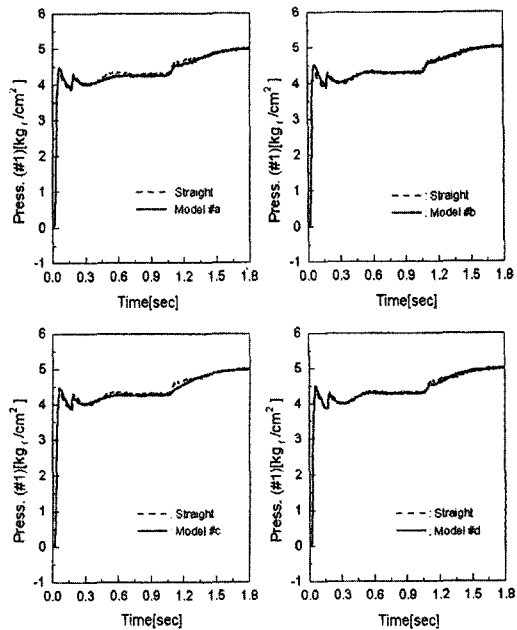 6
5
4
3
2
1
0
-1
Press. (#1)[kg f /cm²]
Straight
Model #a
0.0 0.3 0.6 0.9 1.2 1.5 1.8
Time[sec]
6
5
4
3
2
1
0
-1
Press. (#1)[kg f /cm²]
: Straight
: Model #b
0.0 0.3 0.6 0.9 1.2 1.5 1.8
Time[sec]
6
5
4
3
2
1
0
-1
Press. (#1)[kg f /cm²]
Straight
Model #c
0.0 0.3 0.6 0.9 1.2 1.5 1.8
Time[sec]
6
5
4
3
2
1
0
-1
Press. (#1)[kg f /cm²]
: Straight
: Model #d
0.0 0.3 0.6 0.9 1.2 1.5 1.8
Time[sec]